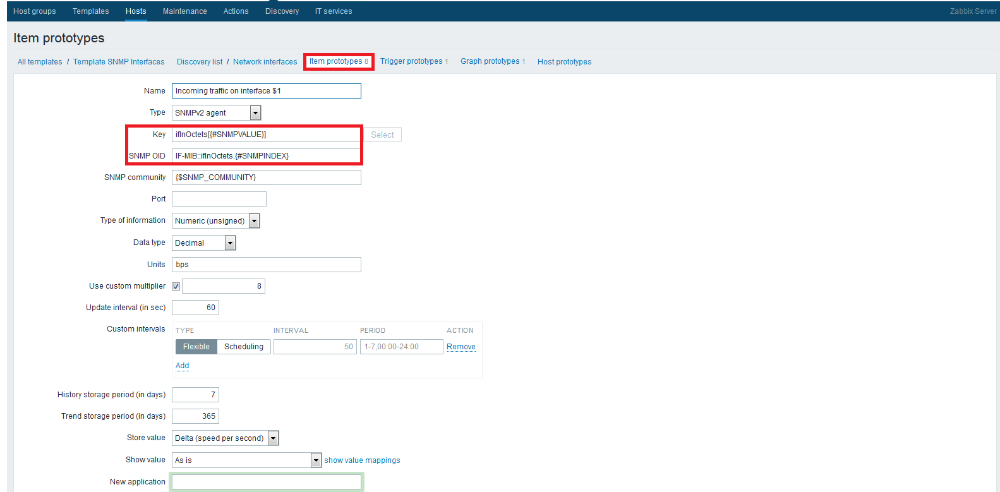 Host groups Templates Hosts Maintenance Actions Discovery IT services Zabbix Server
Item prototypes
All templates / Template SNMP Interfaces Discovery list / Network interfaces Item prototypes 8 Trigger prototypes 1 Graph prototypes 1 Host prototypes
Name Incoming traffic on interface $1
Type SNMPv2 agent
Key ifInOctets[{#SNMPVALUE}] Select
SNMP OID IF-MIB::ifInOctets.{#SNMPINDEX}
SNMP community {$SNMP_COMMUNITY}
Port
Type of information Numeric (unsigned)
Data type Decimal
Units bps
Use custom multiplier 8
Update interval (in sec) 60
Custom intervals TYPE INTERVAL PERIOD ACTION
Flexible Scheduling 50 1-7,00:00-24:00 Remove
Add
History storage period (in days) 7
Trend storage period (in days) 365
Store value Delta (speed per second)
Show value As is show value mappings
New application